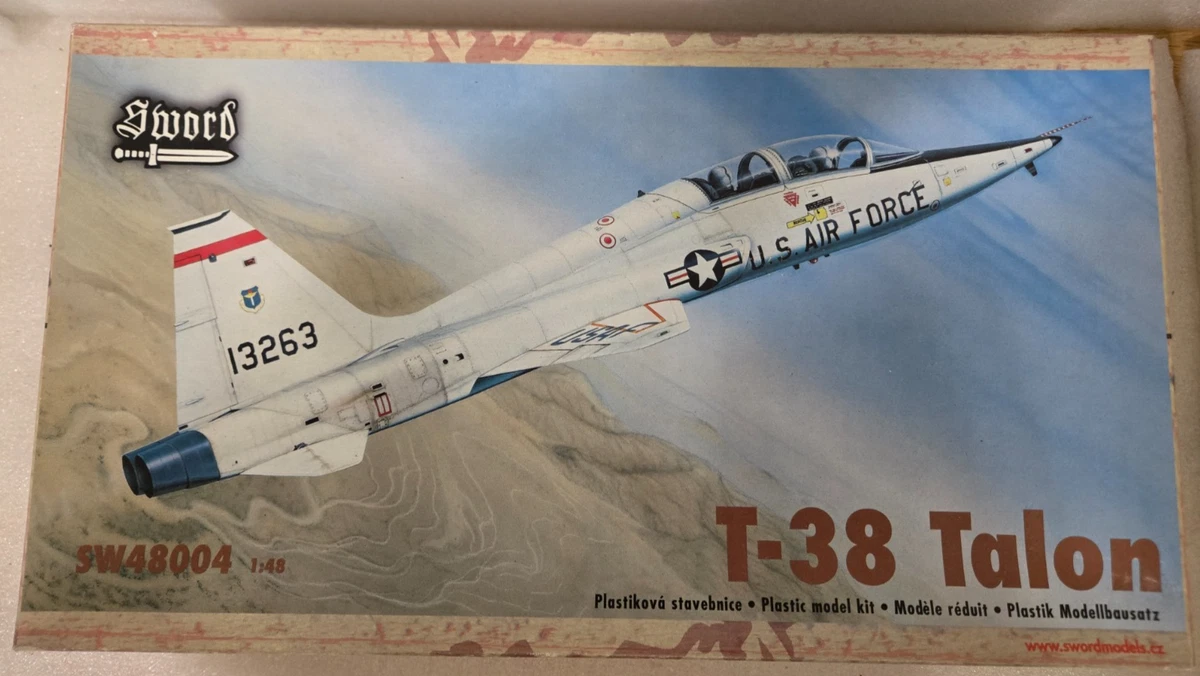 Sword
U.S. AIR FORCE
USAF
13263
SW48004 1:48
T-38 Talon
Plastiková stavebnice • Plastic model kit • Modèle réduit • Plastik Modellbausatz
www.swordmodels.cz